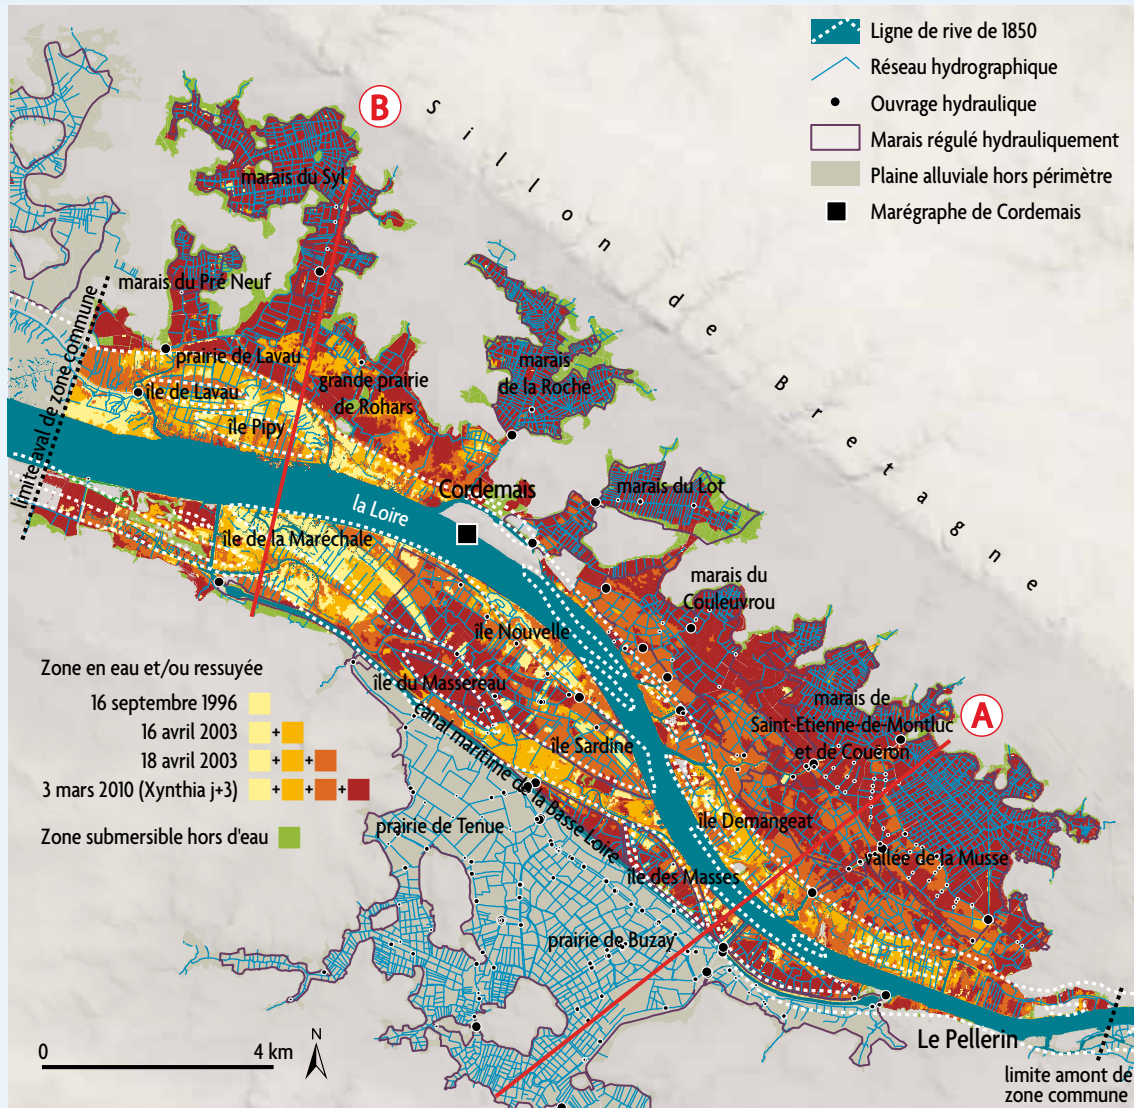 Ligne de rive de 1850
Réseau hydrographique
Ouvrage hydraulique
Marais régulé hydrauliquement
Plaine alluviale hors périmètre
Marégraphe de Cordemais
B
Sillon de Bretagne
marais du Syl
marais du Pré Neuf
limite aval de zone commune
prairie de Lavau
île de Lavau
île Pipy
grande prairie
de Rohars
marais
de la Roche
Cordemais
la Loire
marais du Lot
île de la Maréchale
marais du
Couleuvrou
île Nouvelle
île du Massereau
île Sardine
canal maritime de la Basse Loire
marais de
Saint-Etienne-de-Montluc
et de Couëron
A
île Demangeat
vallée de la Musse
île des Masses
prairie de Tenue
prairie de Buzay
Le Pellerin
limite amont de
zone commune
Zone en eau et/ou ressuyée
16 septembre 1996
16 avril 2003 +
18 avril 2003 + +
3 mars 2010 (Xynthia j+3) + + +
Zone submersible hors d'eau
0 4 km
N